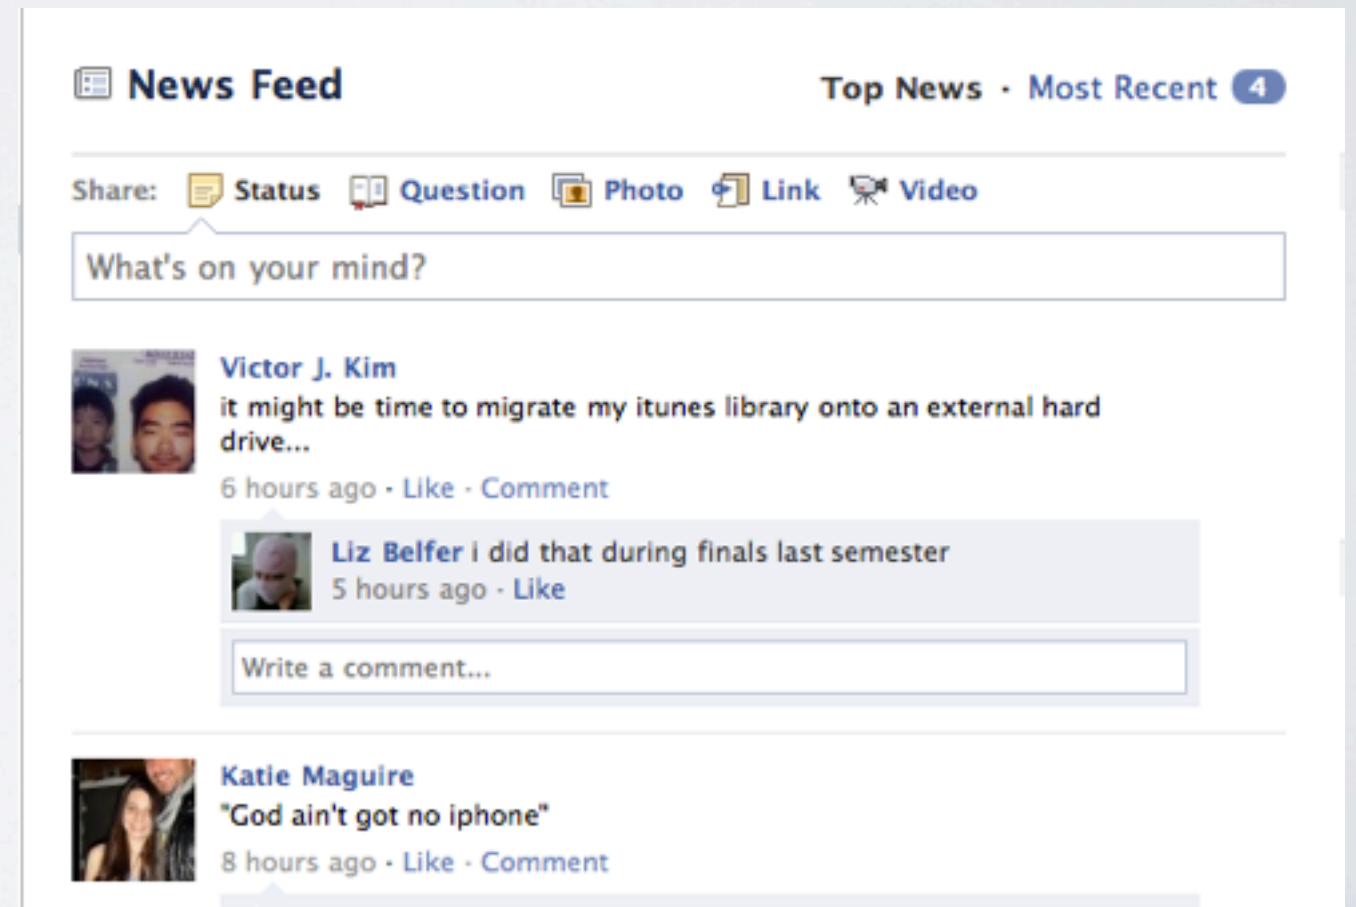 News Feed
Top News · Most Recent 4
Share: Status Question Photo Link Video
What's on your mind?
Victor J. Kim
it might be time to migrate my itunes library onto an external hard
drive...
6 hours ago · Like · Comment
Liz Belfer i did that during finals last semester
5 hours ago · Like
Write a comment...
Katie Maguire
"God ain't got no iphone"
8 hours ago · Like · Comment